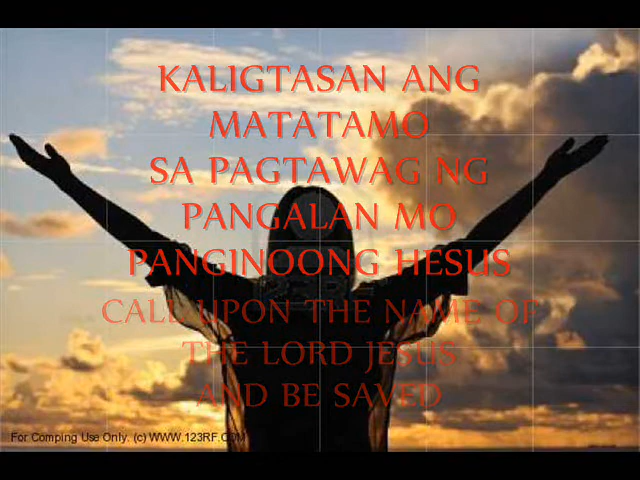 KALIGTASAN ANG
MATATAMO
SA PAGTAWAG NG
PANGALAN MO
PANGINOONG HESUS
CALL UPON THE NAME OF
THE LORD JESUS
AND BE SAVED
For Comping Use Only. (c) WWW.123RF.COM